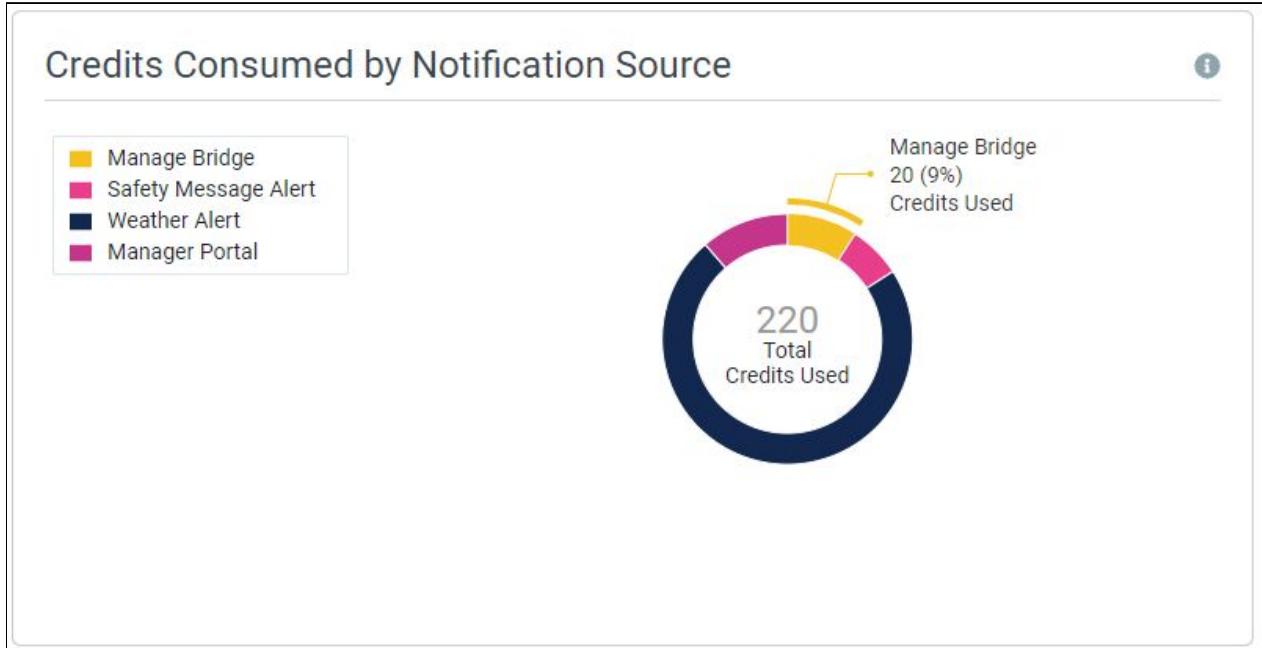 Credits Consumed by Notification Source
Manage Bridge
Safety Message Alert
Weather Alert
Manager Portal
Manage Bridge
20 (9%)
Credits Used
220
Total
Credits Used